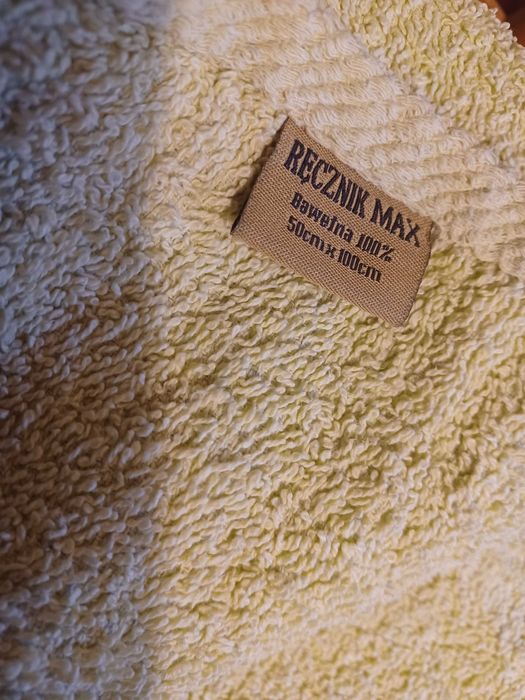 RĘCZNIK MAX
Bawełna 100%
50cm x 100cm